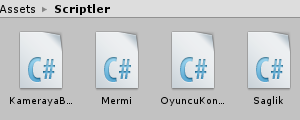 Assets ▸ Scriptler
C# C# C# C#
KamerayaB... Mermi OyuncuKon... Saglik